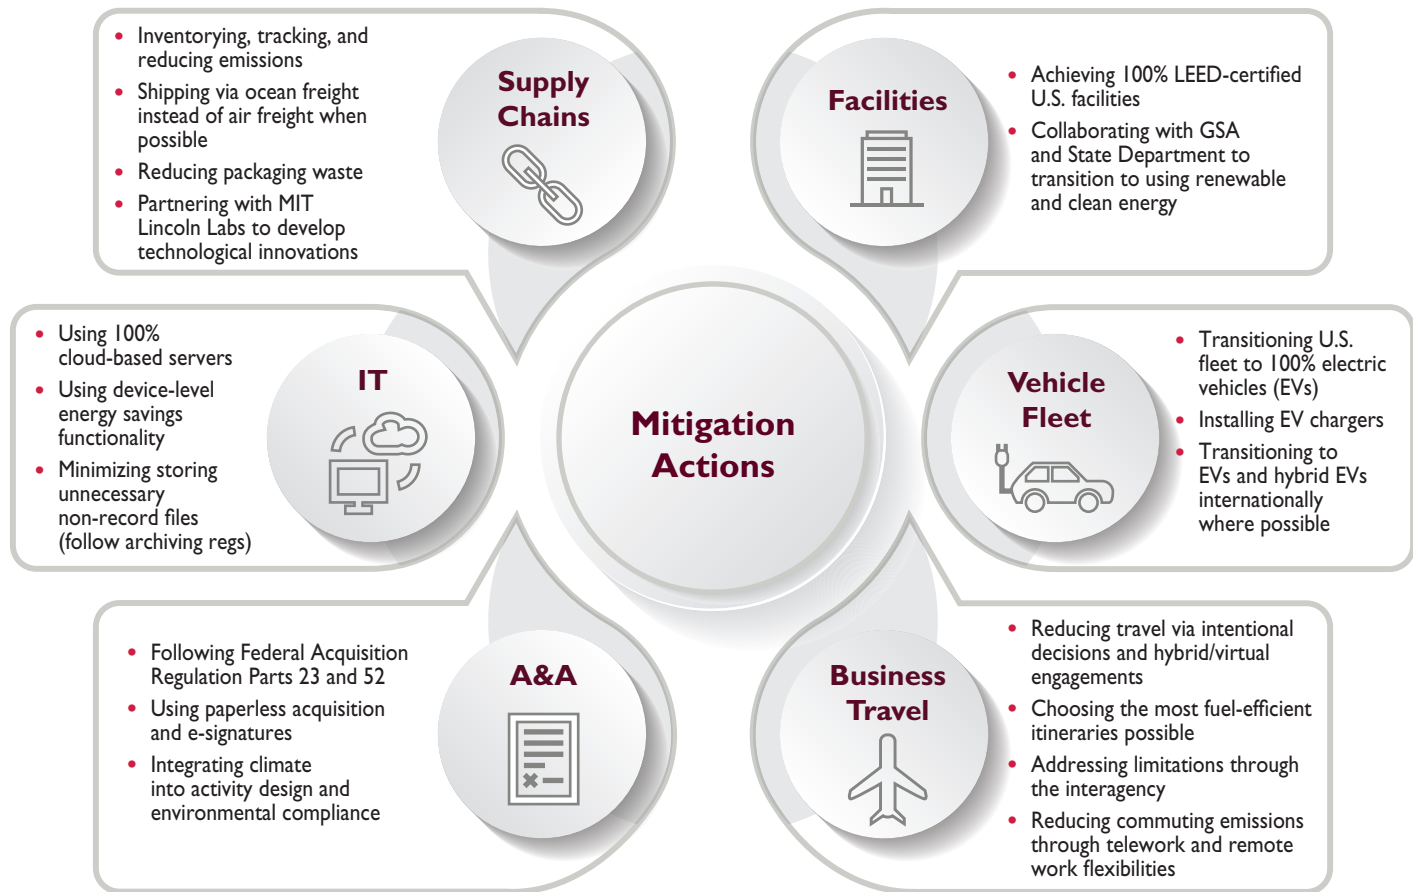 Supply
Chains
• Inventorying, tracking, and
reducing emissions
• Shipping via ocean freight
instead of air freight when
possible
• Reducing packaging waste
• Partnering with MIT
Lincoln Labs to develop
technological innovations
Facilities
• Achieving 100% LEED-certified
U.S. facilities
• Collaborating with GSA
and State Department to
transition to using renewable
and clean energy
IT
• Using 100%
cloud-based servers
• Using device-level
energy savings
functionality
• Minimizing storing
unnecessary
non-record files
(follow archiving regs)
Mitigation
Actions
Vehicle
Fleet
• Transitioning U.S.
fleet to 100% electric
vehicles (EVs)
• Installing EV chargers
• Transitioning to
EVs and hybrid EVs
internationally
where possible
A&A
• Following Federal Acquisition
Regulation Parts 23 and 52
• Using paperless acquisition
and e-signatures
• Integrating climate
into activity design and
environmental compliance
Business
Travel
• Reducing travel via intentional
decisions and hybrid/virtual
engagements
• Choosing the most fuel-efficient
itineraries possible
• Addressing limitations through
the interagency
• Reducing commuting emissions
through telework and remote
work flexibilities